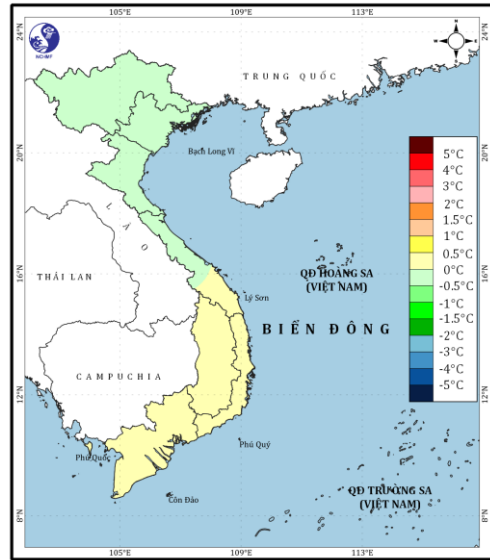 105°E 109°E 113°E
NCHMF
N
W E
S
24°N 24°N
TRUNG QUỐC
20°N 20°N
Bạch Long Vĩ
LÀO
THÁI LAN
16°N 16°N
QĐ HOÀNG SA
(VIỆT NAM)
Lý Sơn
BIỂN ĐÔNG
CAMPUCHIA
12°N 12°N
Phú Quốc
Phú Quý
Côn Đảo
QĐ TRƯỜNG SA
(VIỆT NAM)
8°N 8°N
105°E 109°E 113°E
5°C
4°C
3°C
2°C
1.5°C
1°C
0.5°C
0°C
-0.5°C
-1°C
-1.5°C
-2°C
-3°C
-4°C
-5°C